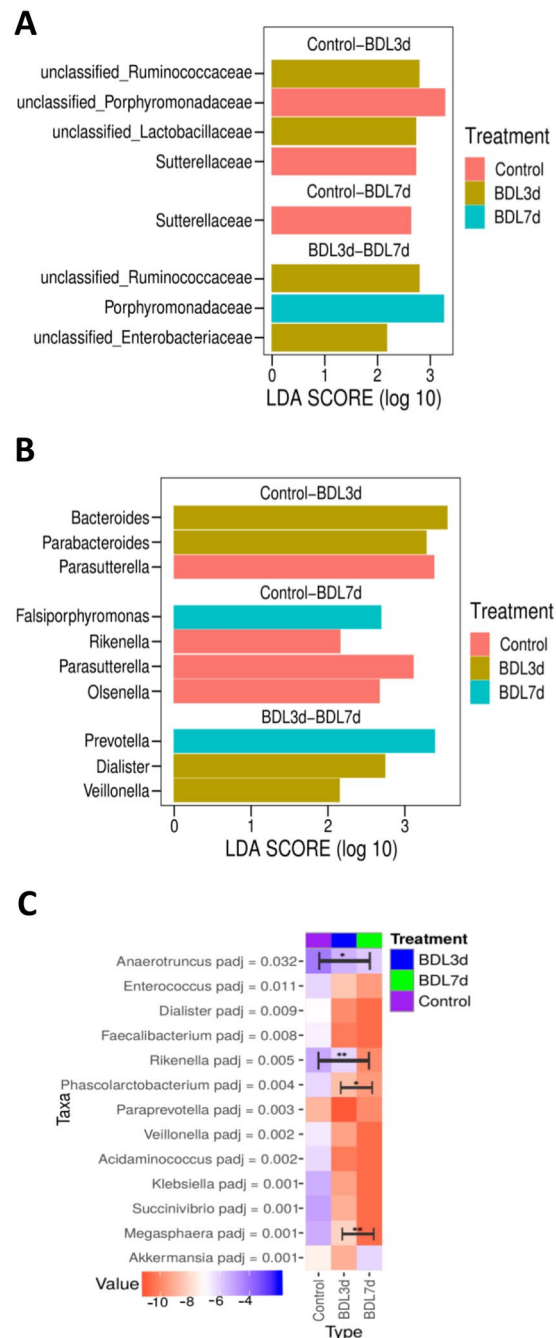 A
Control–BDL3d
unclassified_Ruminococcaceae
unclassified_Porphyromonadaceae
unclassified_Lactobacillaceae
Sutterellaceae
Control–BDL7d
Sutterellaceae
BDL3d–BDL7d
unclassified_Ruminococcaceae
Porphyromonadaceae
unclassified_Enterobacteriaceae
0 1 2 3
LDA SCORE (log 10)
Treatment
Control
BDL3d
BDL7d
B
Control–BDL3d
Bacteroides
Parabacteroides
Parasutterella
Control–BDL7d
Falsiporphyromonas
Rikenella
Parasutterella
Olsenella
BDL3d–BDL7d
Prevotella
Dialister
Veillonella
0 1 2 3
LDA SCORE (log 10)
Treatment
Control
BDL3d
BDL7d
C
Treatment
BDL3d
BDL7d
Control
Taxa
Anaerotruncus padj = 0.032
*
Enterococcus padj = 0.011
Dialister padj = 0.009
Faecalibacterium padj = 0.008
Rikenella padj = 0.005
**
Phascolarctobacterium padj = 0.004
*
Paraprevotella padj = 0.003
Veillonella padj = 0.002
Acidaminococcus padj = 0.002
Klebsiella padj = 0.001
Succinivibrio padj = 0.001
Megasphaera padj = 0.001
**
Akkermansia padj = 0.001
Value
-10 -8 -6 -4
Control
BDL3d
BDL7d
Type